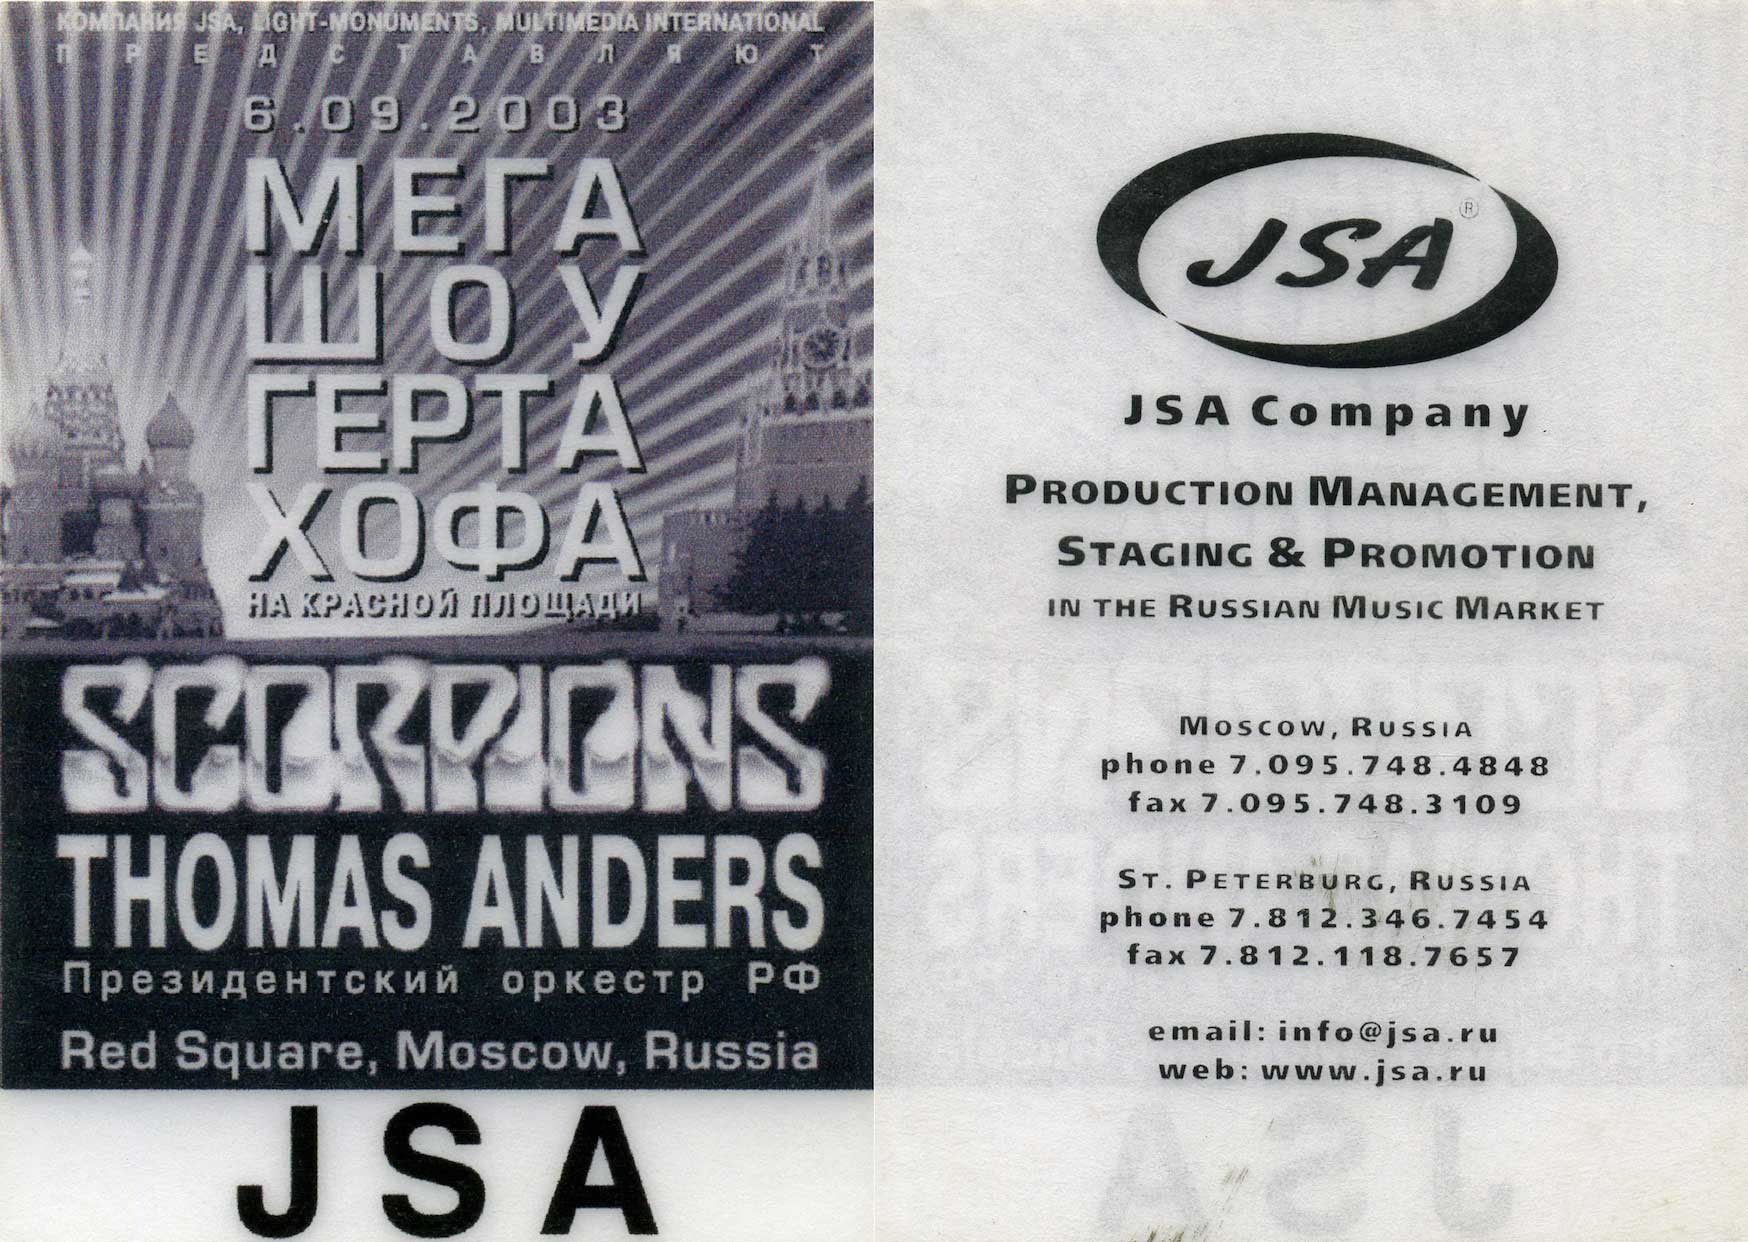 КОМПАНИЯ JSA, LIGHT-MONUMENTS, MULTIMEDIA INTERNATIONAL
ПРЕДСТАВЛЯЮТ
6.09.2003
МЕГА
ШОУ
ГЕРТА
ХОФА
НА КРАСНОЙ ПЛОЩАДИ
SCORPIONS
THOMAS ANDERS
Президентский оркестр РФ
Red Square, Moscow, Russia
JSA
JSA ®
JSA Company
PRODUCTION MANAGEMENT,
STAGING & PROMOTION
IN THE RUSSIAN MUSIC MARKET
MOSCOW, RUSSIA
phone 7.095.748.4848
fax 7.095.748.3109
ST. PETERBURG, RUSSIA
phone 7.812.346.7454
fax 7.812.118.7657
email: info@jsa.ru
web: www.jsa.ru